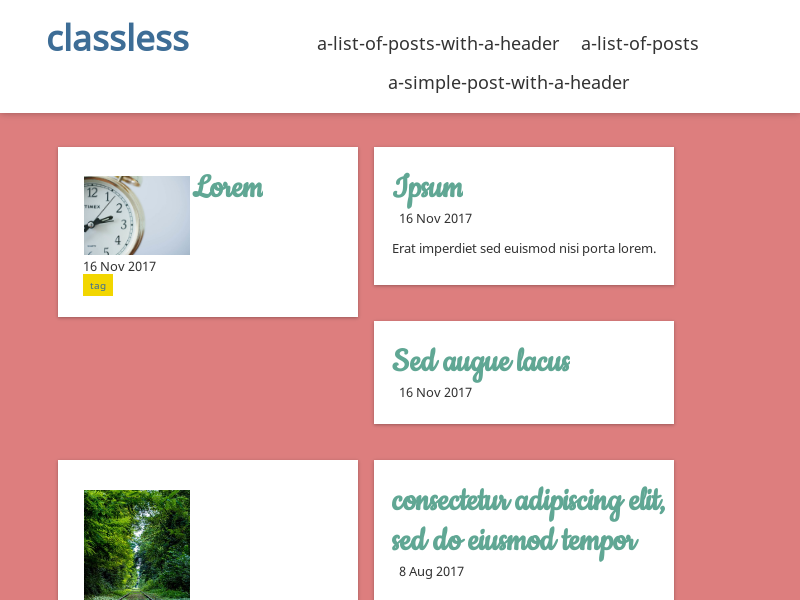 classless
a-list-of-posts-with-a-header
a-list-of-posts
a-simple-post-with-a-header
Lorem
16 Nov 2017
tag
Ipsum
16 Nov 2017
Erat imperdiet sed euismod nisi porta lorem.
Sed augue lacus
16 Nov 2017
consectetur adipiscing elit,
sed do eiusmod tempor
8 Aug 2017